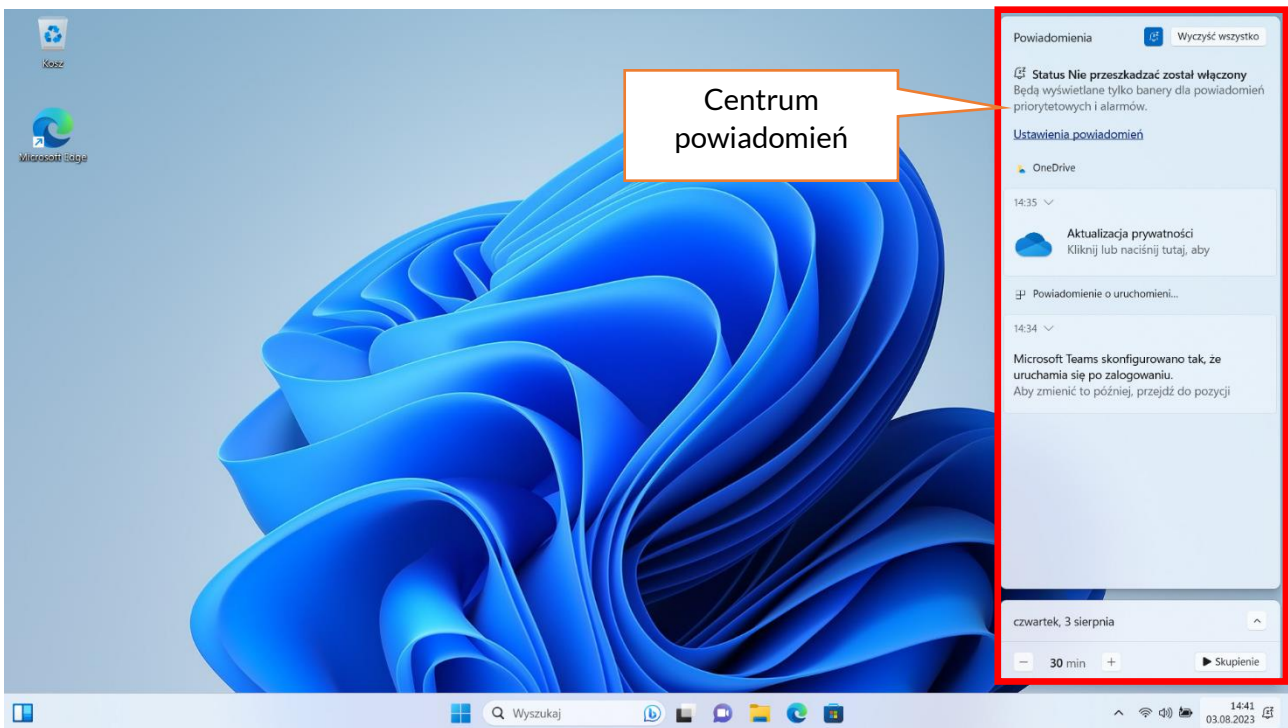 Kosz
Microsoft Edge
Centrum
powiadomień
Powiadomienia
Wyczyść wszystko
Status Nie przeszkadzać został włączony
Będą wyświetlane tylko banery dla powiadomień
priorytetowych i alarmów.
Ustawienia powiadomień
OneDrive
14:35
Aktualizacja prywatności
Kliknij lub naciśnij tutaj, aby
Powiadomienie o uruchomieni...
14:34
Microsoft Teams skonfigurowano tak, że
uruchamia się po zalogowaniu.
Aby zmienić to później, przejdź do pozycji
czwartek, 3 sierpnia
30 min
Skupienie
Wyszukaj
14:41
03.08.2023